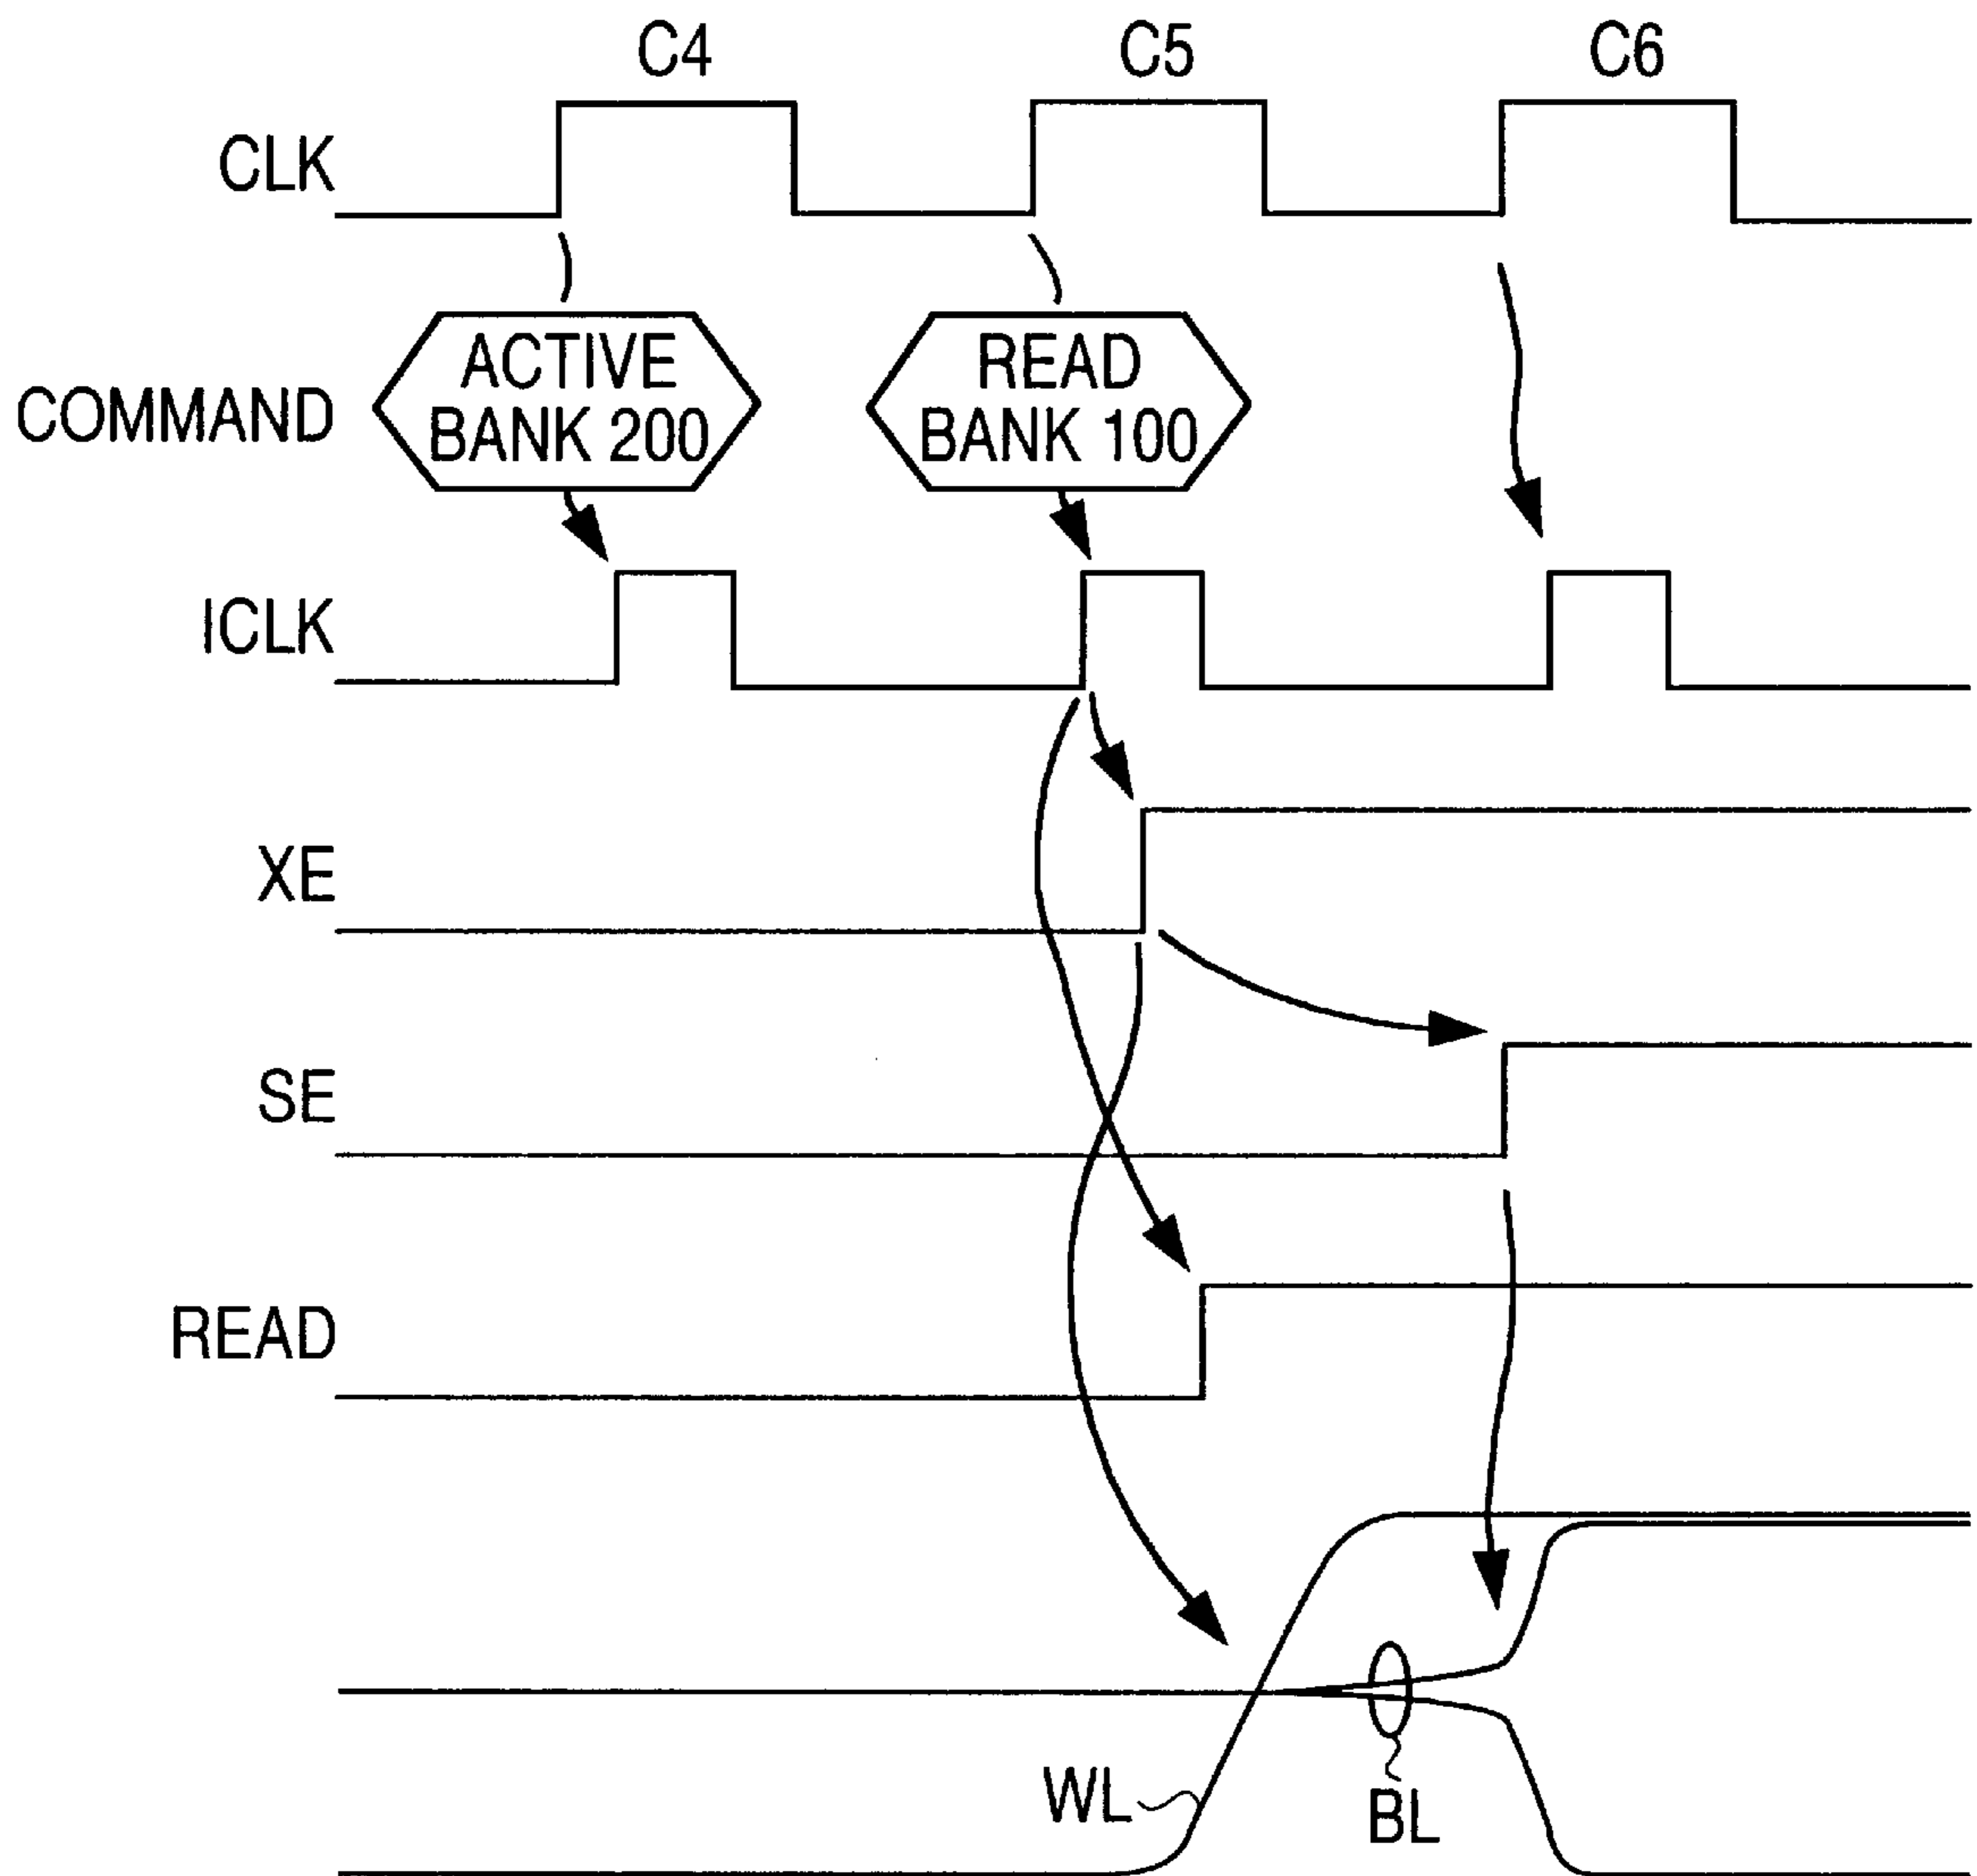 C4 C5 C6
CLK
ACTIVE
BANK 200
READ
BANK 100
COMMAND
ICLK
XE
SE
READ
WL
BL